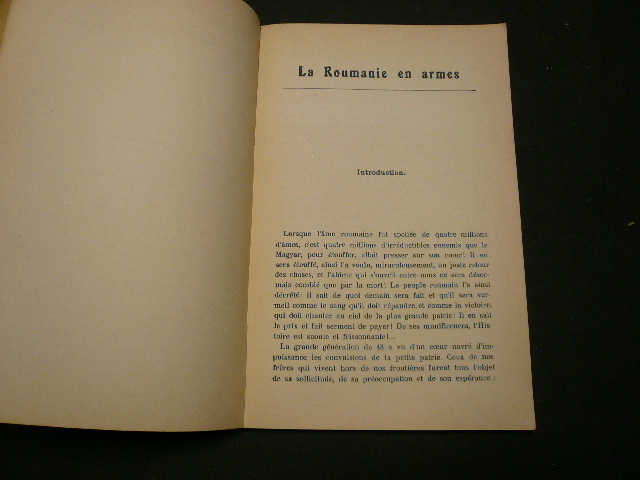 La Roumanie en armes
Introduction.
Lorsque l'âme roumaine fut spoliée de quatre millions
d'âmes, c'est quatre millions d'irréductibles ennemis que le
Magyar, pour étouffer, allait presser sur son cœur! Il en
sera étouffé, ainsi l'a voulu, miraculeusement, un juste retour
des choses, et l'abîme qui s'ouvrit entre nous ne sera désor-
mais comblé que par la mort! Le peuple roumain l'a ainsi
décrété: il sait de quoi demain sera fait et qu'il sera ver-
meil comme le sang qu'il doit répandre, et comme la victoire,
qui doit chanter au ciel de la plus grande patrie! Il en sait
le prix et fait serment de payer! De ses munificences, l'His-
toire est saoule et frissonnante!...
La grande génération de 48 a vu d'un cœur navré d'im-
puissance les convulsions de la petite patrie. Ceux de nos
frères qui vivent hors de nos frontières furent tous l'objet
de sa sollicitude, de sa préoccupation et de son espérance: